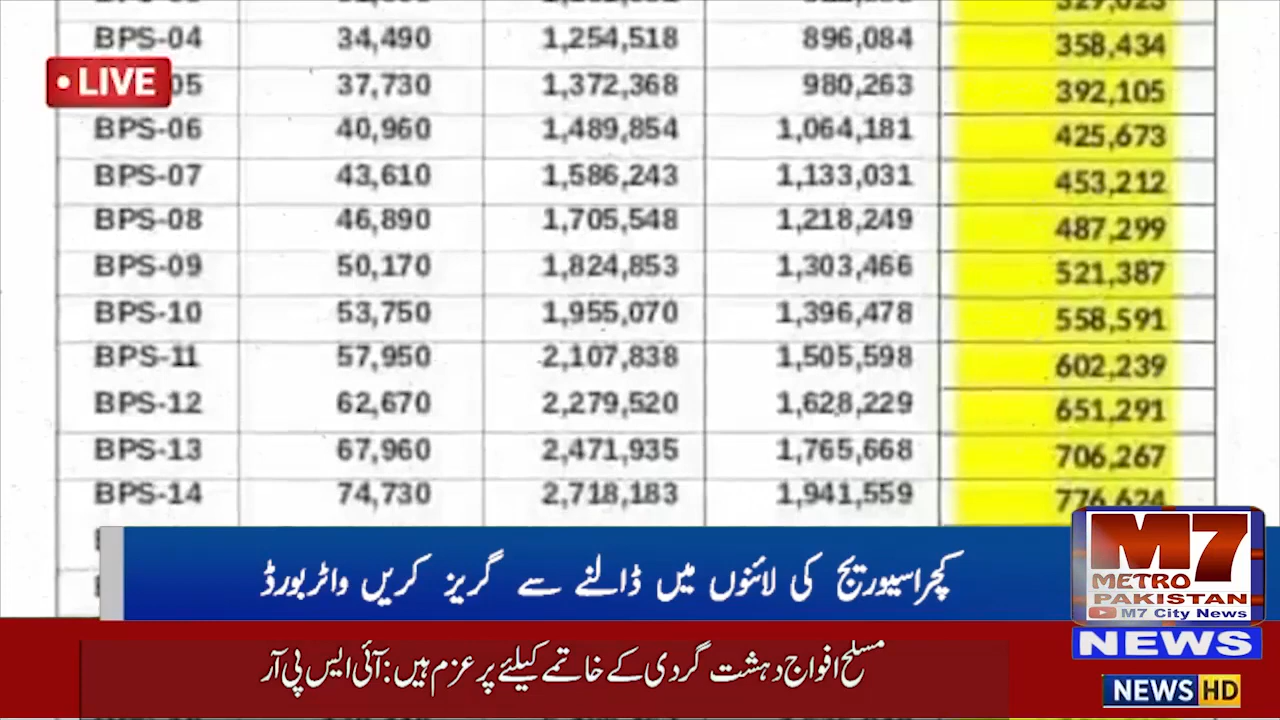 329,023
BPS-04 34,490 1,254,518 896,084 358,434
LIVE
05 37,730 1,372,368 980,263 392,105
BPS-06 40,960 1,489,854 1,064,181 425,673
BPS-07 43,610 1,586,243 1,133,031 453,212
BPS-08 46,890 1,705,548 1,218,249 487,299
BPS-09 50,170 1,824,853 1,303,466 521,387
BPS-10 53,750 1,955,070 1,396,478 558,591
BPS-11 57,950 2,107,838 1,505,598 602,239
BPS-12 62,670 2,279,520 1,628,229 651,291
BPS-13 67,960 2,471,935 1,765,668 706,267
BPS-14 74,730 2,718,183 1,941,559 776,624
کچرا سیوریج کی لائنوں میں ڈالنے سے گریز کریں واٹر بورڈ
مسلح افواج دہشت گردی کے خاتمے کیلئے پر عزم ہیں: آئی ایس پی آر
M7
METRO
PAKISTAN
M7 City News
NEWS
NEWS HD